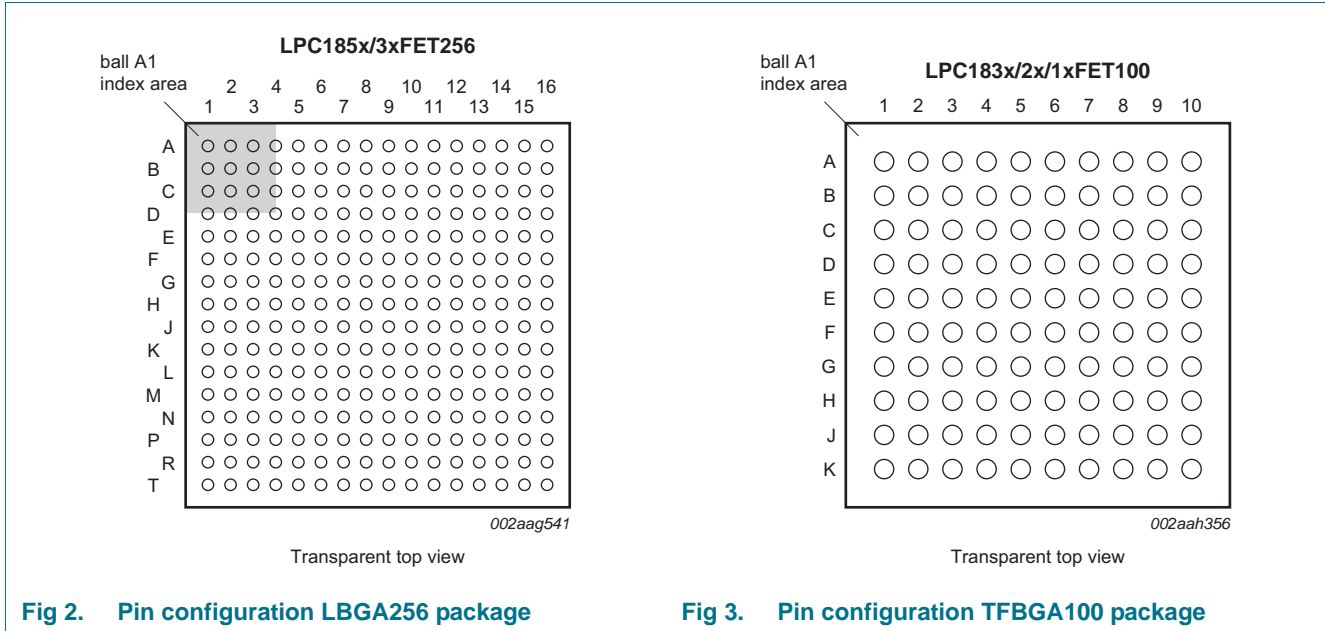 LPC185x/3xFET256
ball A1
index area
2 4 6 8 10 12 14 16
1 3 5 7 9 11 13 15
A
B
C
D
E
F
G
H
J
K
L
M
N
P
R
T
002aag541
Transparent top view
Fig 2. Pin configuration LBGA256 package
ball A1
index area
LPC183x/2x/1xFET100
1 2 3 4 5 6 7 8 9 10
A
B
C
D
E
F
G
H
J
K
002aah356
Transparent top view
Fig 3. Pin configuration TFBGA100 package